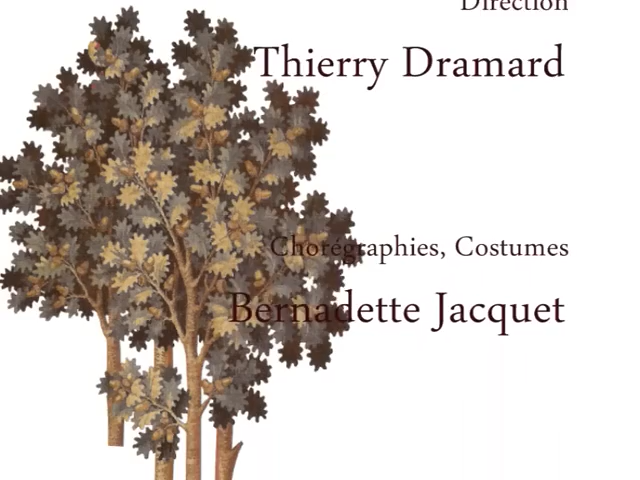 Direction
Thierry Dramard
Chorégraphies, Costumes
Bernadette Jacquet